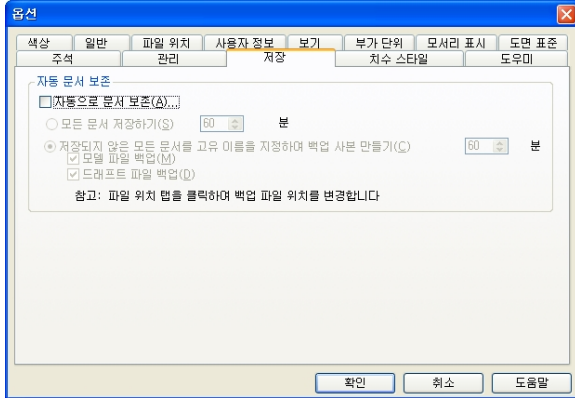 옵션
색상 일반 파일 위치 사용자 정보 보기 부가 단위 모서리 표시 도면 표준
주석 관리 저장 치수 스타일 도우미
자동 문서 보존
자동으로 문서 보존(A)...
모든 문서 저장하기(S) 60 분
저장되지 않은 모든 문서를 고유 이름을 지정하여 백업 사본 만들기(C) 60 분
모델 파일 백업(M)
드래프트 파일 백업(D)
참고: 파일 위치 탭을 클릭하여 백업 파일 위치를 변경합니다
확인 취소 도움말